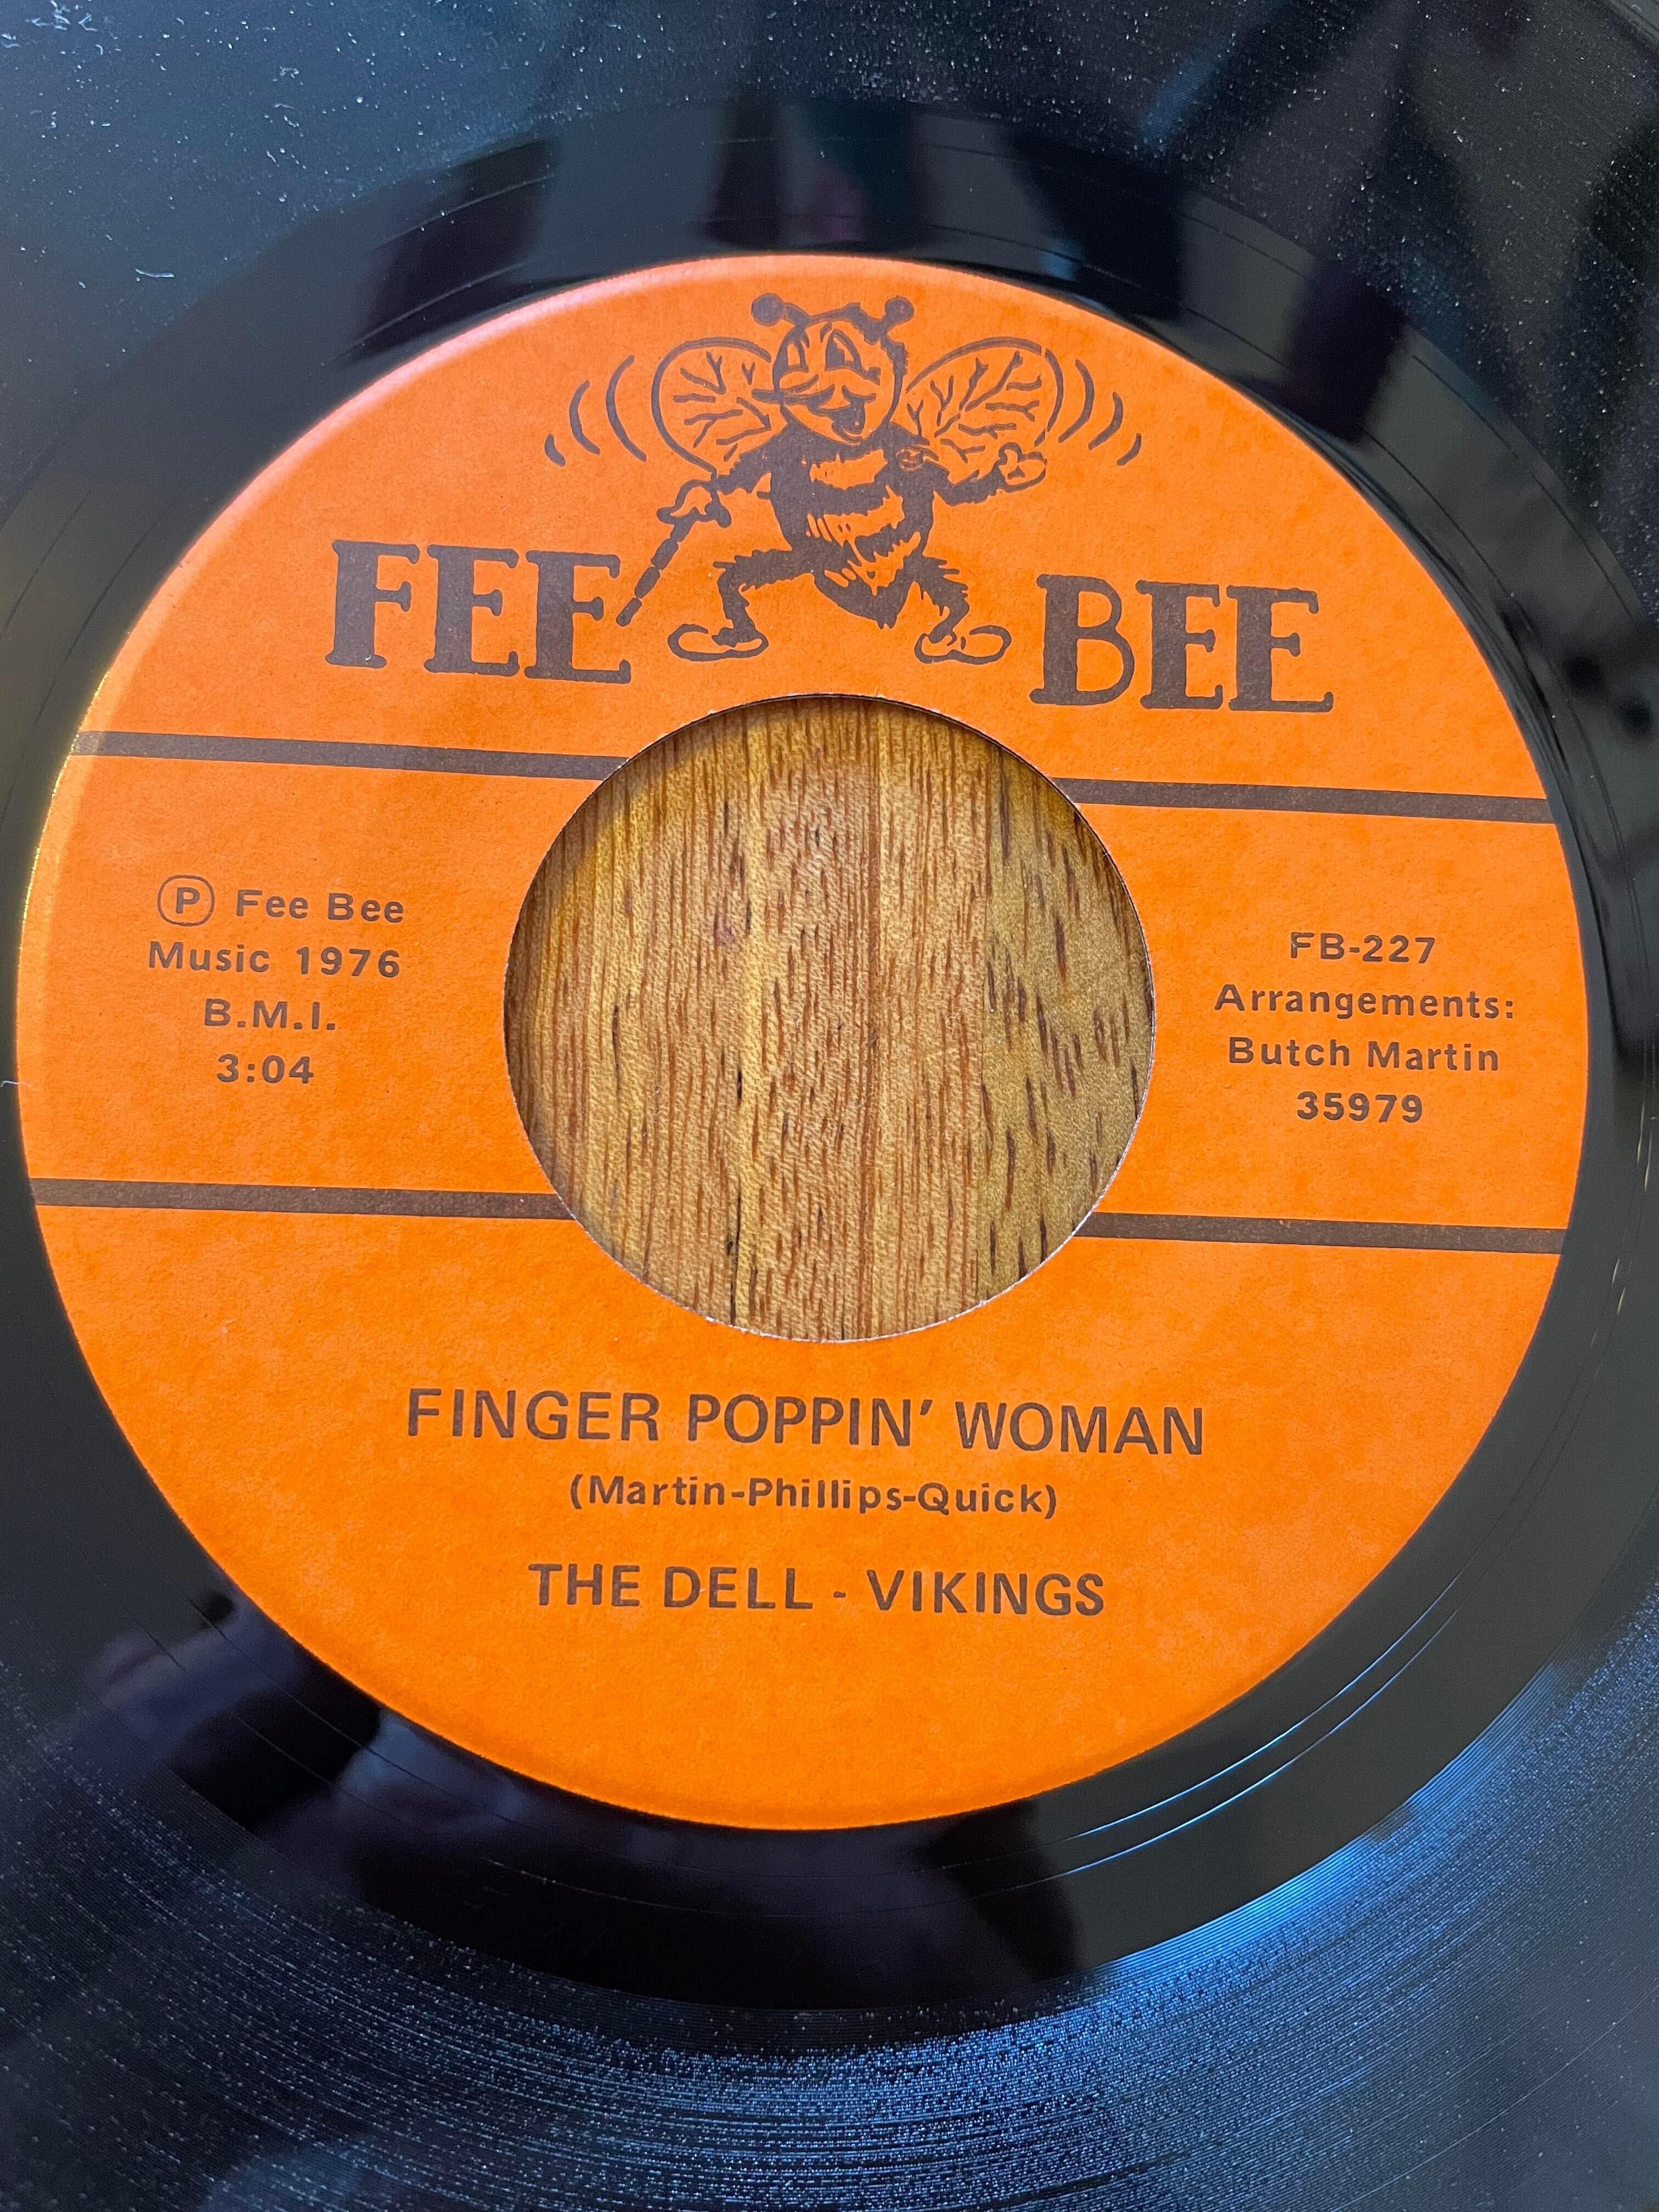 FEE BEE
Ⓟ Fee Bee
Music 1976
B.M.I.
3:04
FB-227
Arrangements:
Butch Martin
35979
FINGER POPPIN' WOMAN
(Martin-Phillips-Quick)
THE DELL - VIKINGS